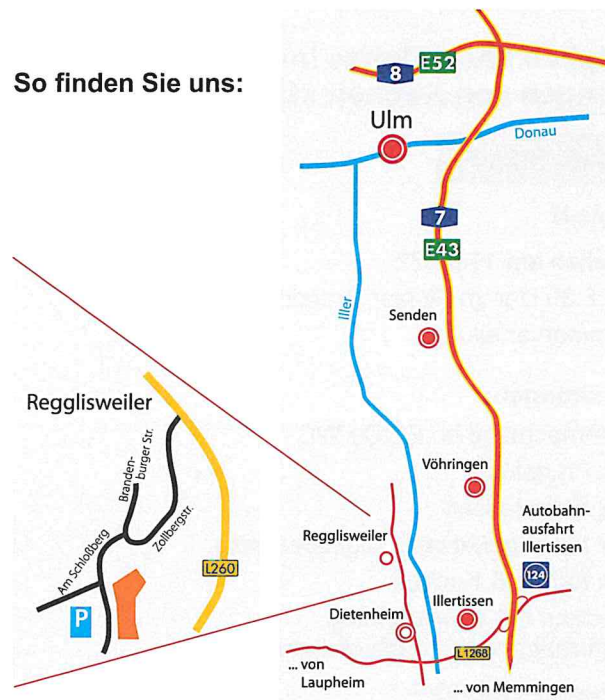 So finden Sie uns:
8
E52
Ulm
Donau
7
E43
Iller
Senden
Regglisweiler
Branden-
burger Str.
Zollbergstr.
Am Schloßberg
L260
P
Vöhringen
Autobahn-
ausfahrt
Illertissen
124
Regglisweiler
Dietenheim
Illertissen
L1268
... von
Laupheim
... von Memmingen